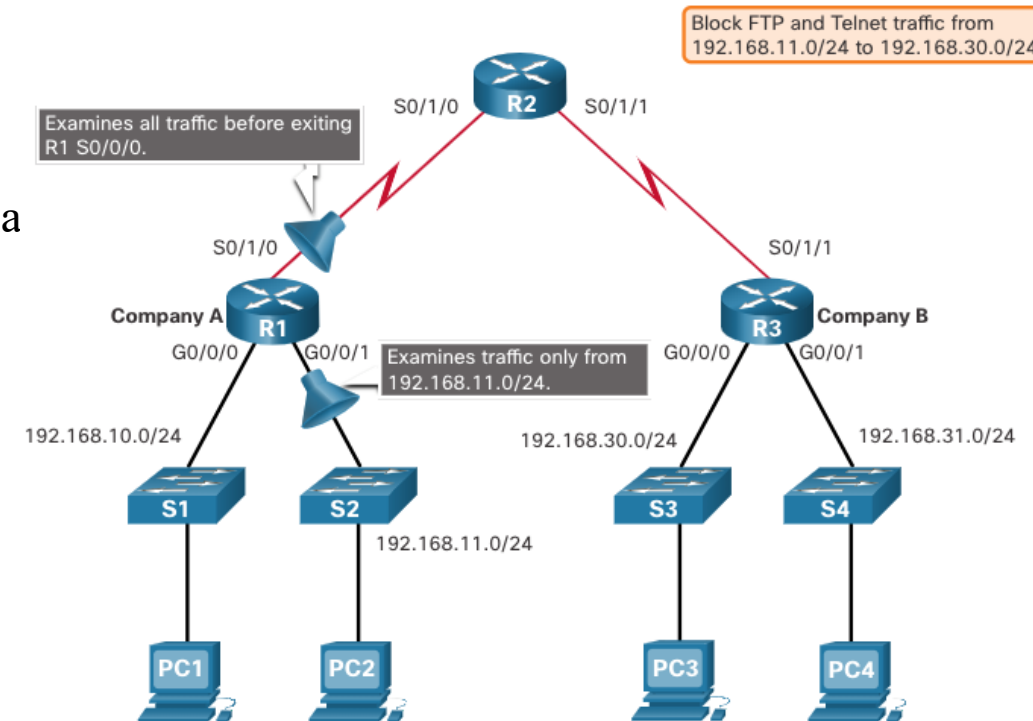 Block FTP and Telnet traffic from
192.168.11.0/24 to 192.168.30.0/24
R2
S0/1/0
S0/1/1
Examines all traffic before exiting
R1 S0/0/0.
a
S0/1/0
S0/1/1
Company A
R1
R3
Company B
G0/0/0
G0/0/1
Examines traffic only from
192.168.11.0/24.
G0/0/0
G0/0/1
192.168.10.0/24
192.168.30.0/24
192.168.31.0/24
S1
S2
S3
S4
192.168.11.0/24
PC1
PC2
PC3
PC4